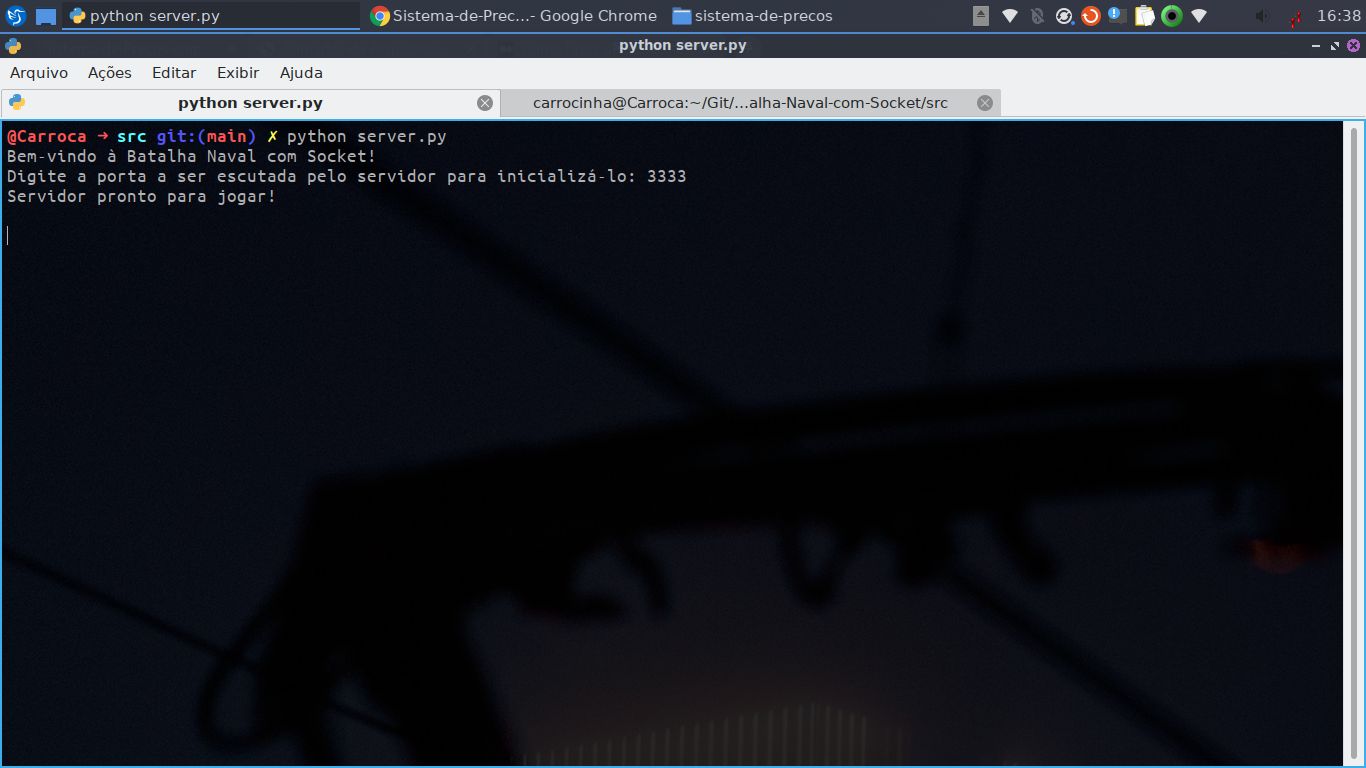 python server.py
Sistema-de-Prec...- Google Chrome
sistema-de-precos
16:38
python server.py
Arquivo
Ações
Editar
Exibir
Ajuda
python server.py
carrocinha@Carroca:~/Git/...alha-Naval-com-Socket/src
@Carroca → src git:(main) ✗ python server.py
Bem-vindo à Batalha Naval com Socket!
Digite a porta a ser escutada pelo servidor para inicializá-lo: 3333
Servidor pronto para jogar!